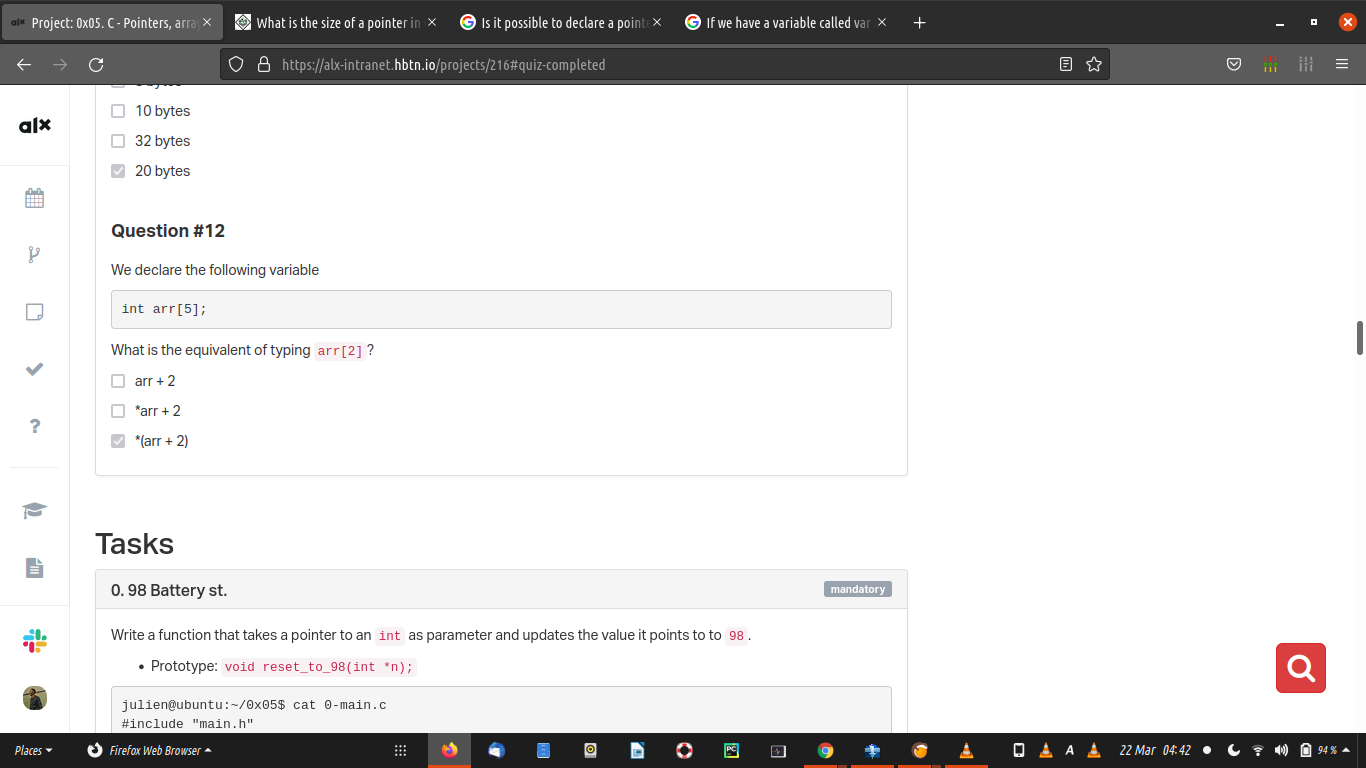 alx Project: 0x05. C - Pointers, arra
What is the size of a pointer in
Is it possible to declare a point
If we have a variable called var
https://alx-intranet.hbtn.io/projects/216#quiz-completed
alx
10 bytes
32 bytes
20 bytes
Question #12
We declare the following variable
int arr[5];
What is the equivalent of typing arr[2] ?
arr + 2
*arr + 2
*(arr + 2)
?
Tasks
0. 98 Battery st.
mandatory
Write a function that takes a pointer to an int as parameter and updates the value it points to to 98 .
• Prototype: void reset_to_98(int *n);
julien@ubuntu:~/0x05$ cat 0-main.c
#include "main.h"
Places
Firefox Web Browser
PC
A
22 Mar 04:42
94 %